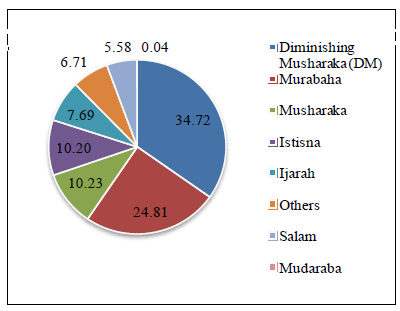 5.58 0.04
6.71
7.69
34.72
10.20
10.23
24.81
Diminishing
Musharaka (DM)
Murabaha
Musharaka
Istisna
Ijarah
Others
Salam
Mudaraba